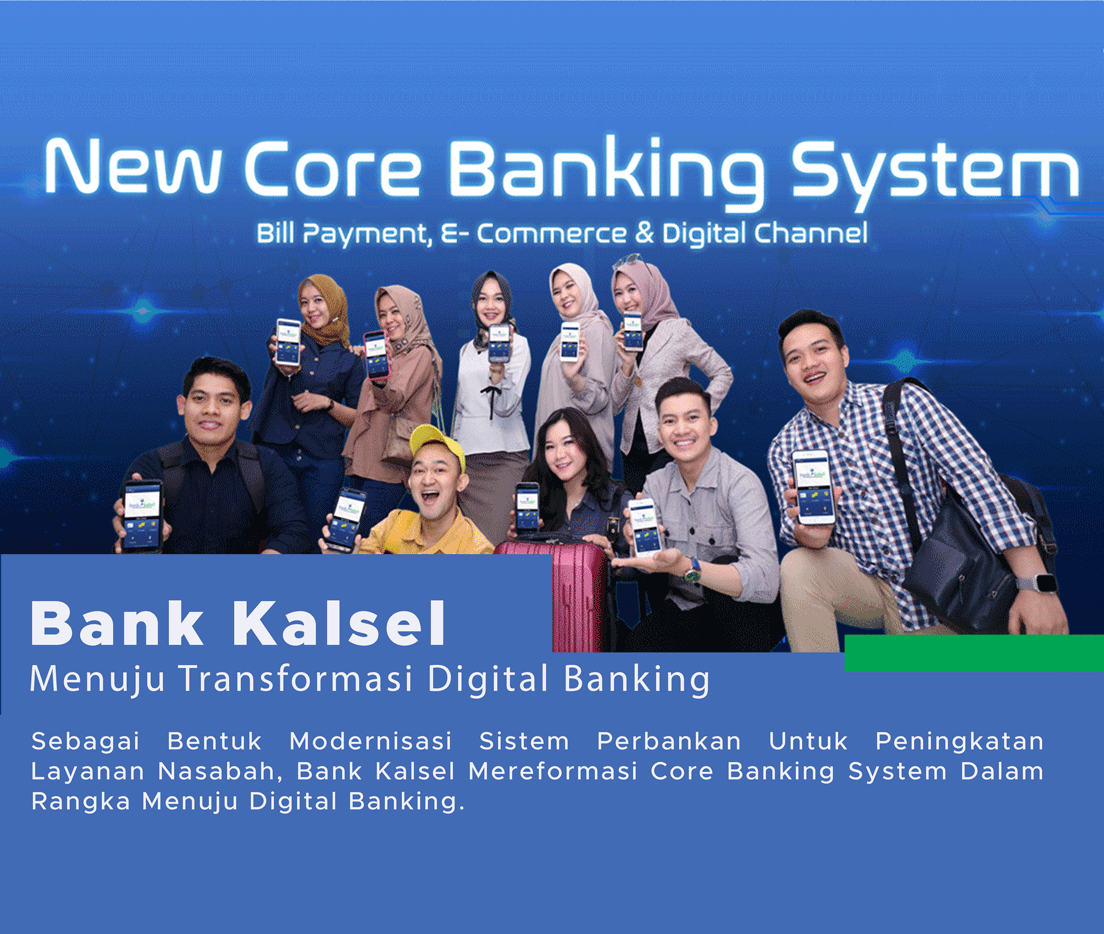 New Core Banking System
Bill Payment, E- Commerce & Digital Channel
Bank Kalsel
Menuju Transformasi Digital Banking
Sebagai Bentuk Modernisasi Sistem Perbankan Untuk Peningkatan
Layanan Nasabah, Bank Kalsel Mereformasi Core Banking System Dalam
Rangka Menuju Digital Banking.